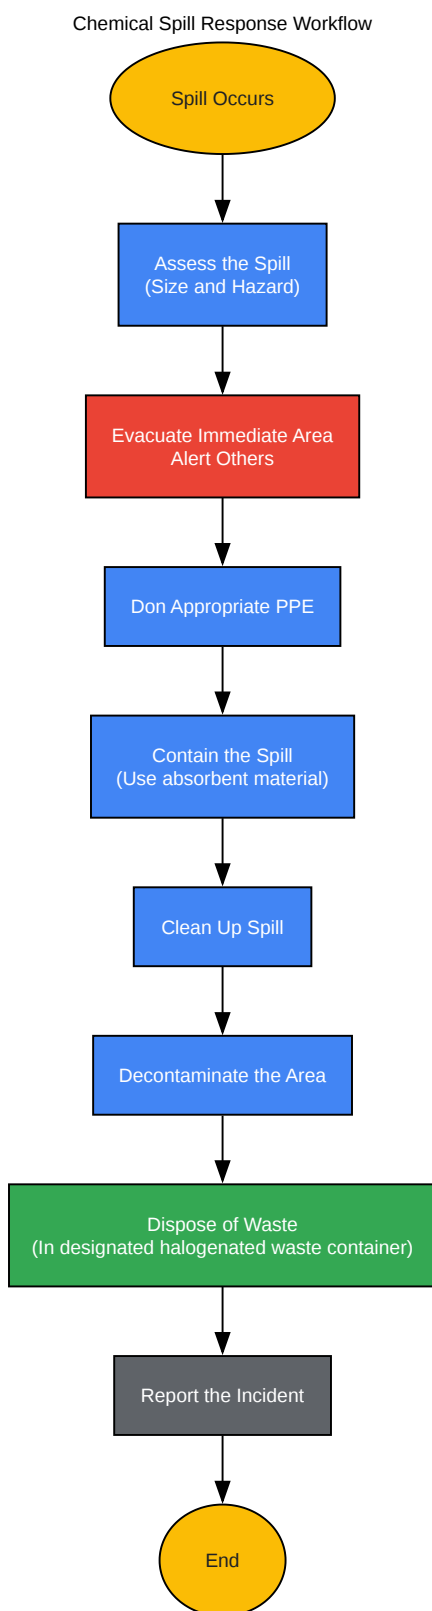 Chemical Spill Response Workflow
Spill Occurs
Assess the Spill
(Size and Hazard)
Evacuate Immediate Area
Alert Others
Don Appropriate PPE
Contain the Spill
(Use absorbent material)
Clean Up Spill
Decontaminate the Area
Dispose of Waste
(In designated halogenated waste container)
Report the Incident
End